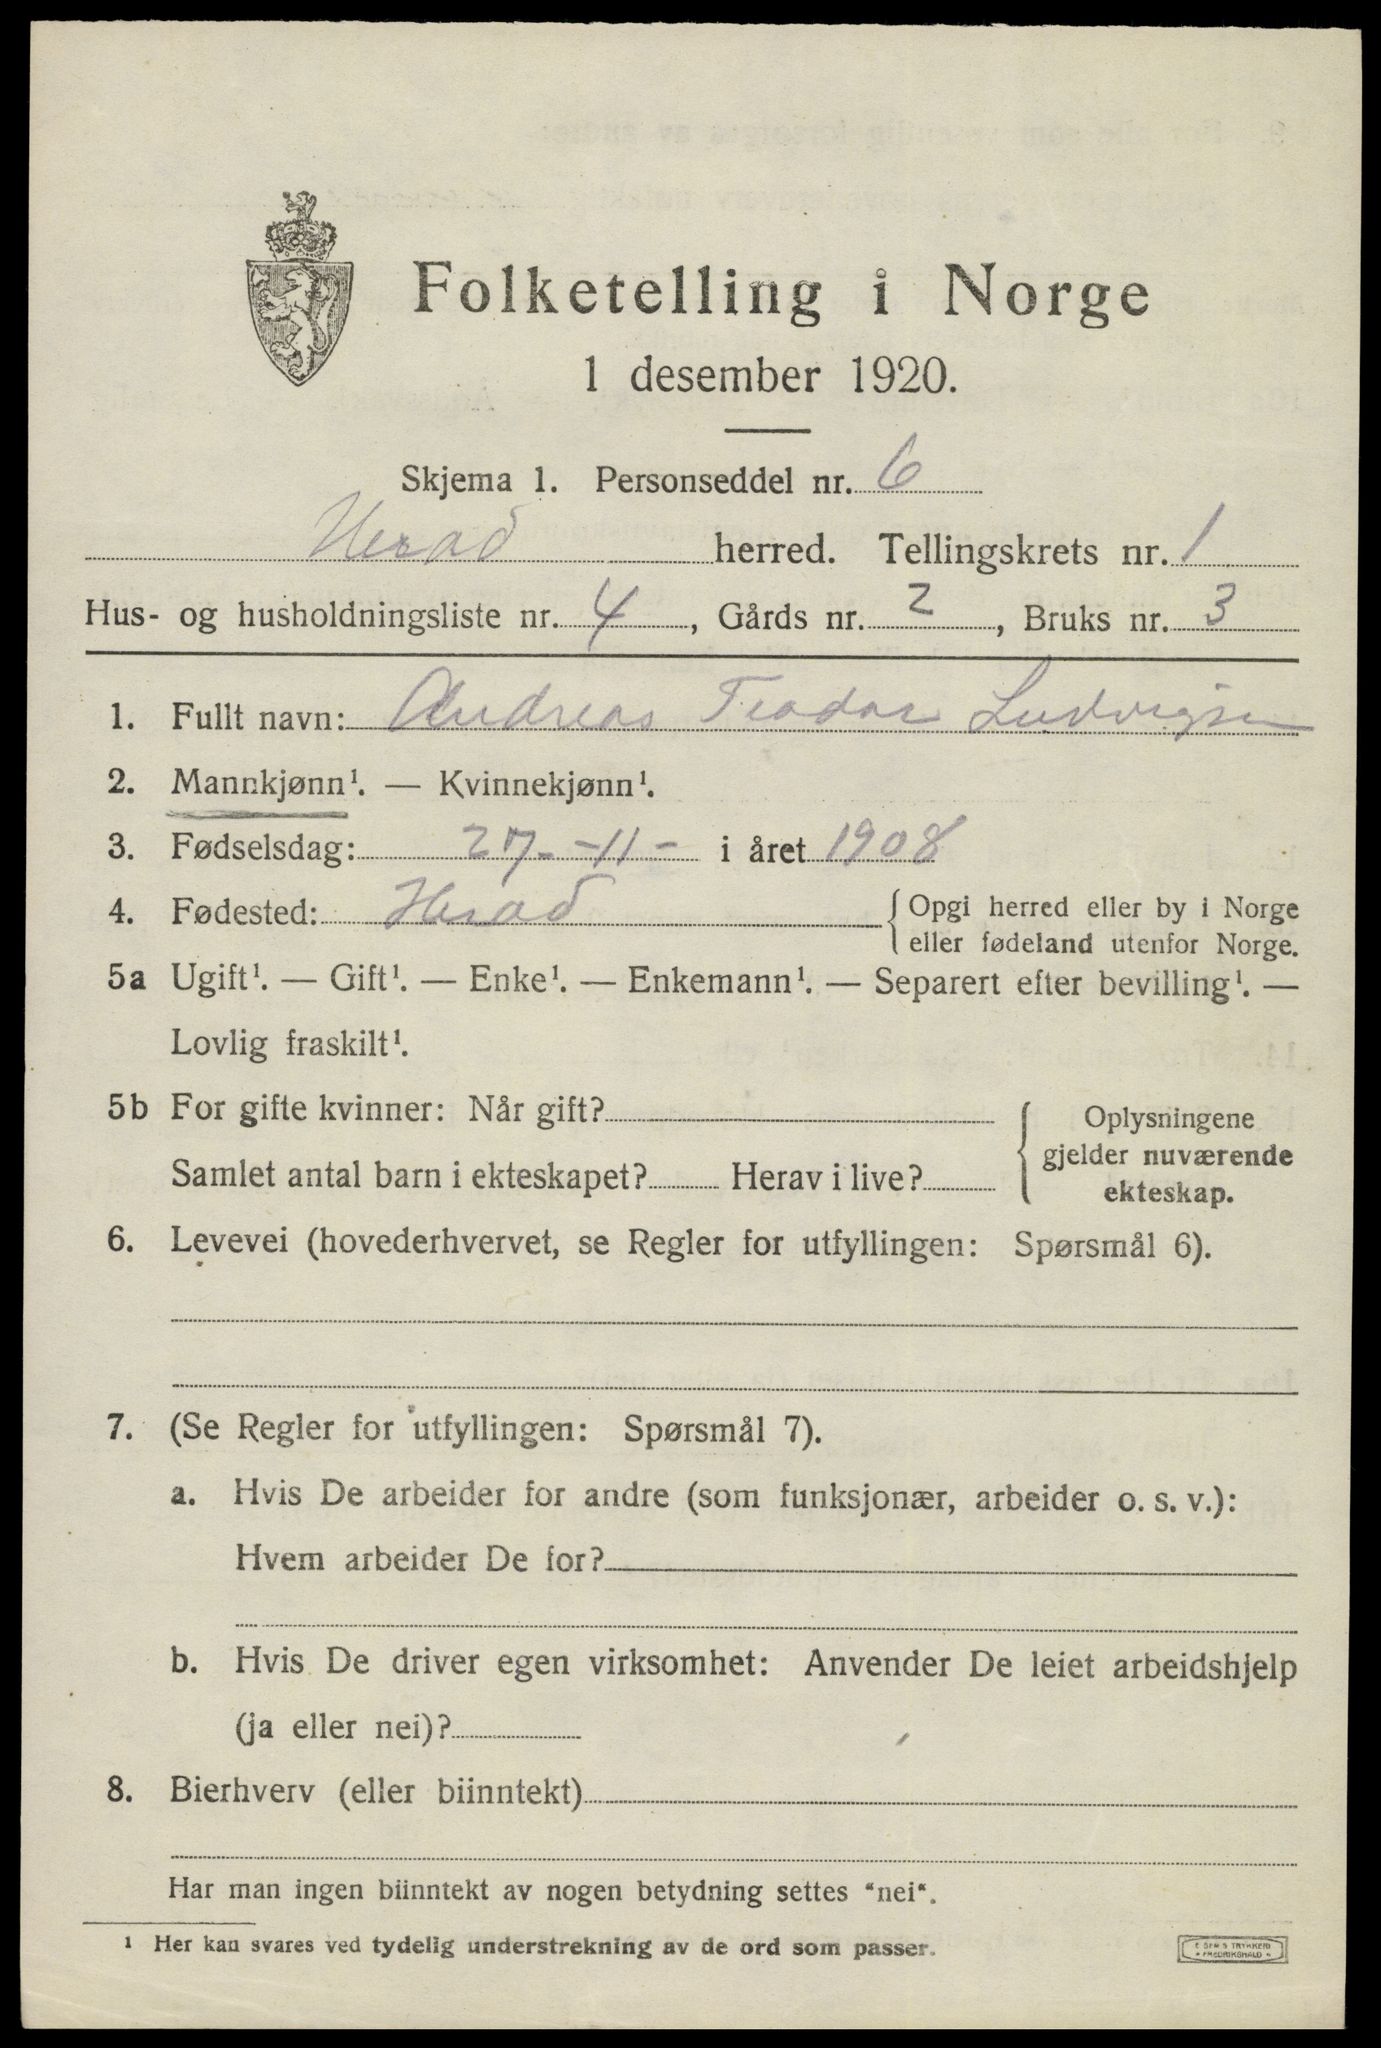 Folketelling i Norge
1 desember 1920.
Skjema 1. Personseddel nr. 6
Herad herred. Tellingskrets nr. 1
Hus- og husholdningsliste nr. 4, Gårds nr. 2, Bruks nr. 3
1. Fullt navn: Andreas Teodor Ludvigsen
2. Mannkjønn¹. — Kvinnekjønn¹.
3. Fødselsdag: 27. -11- i året 1908
4. Fødested: Herad { Opgi herred eller by i Norge
eller fødeland utenfor Norge.
5a Ugift¹. — Gift¹. — Enke¹. — Enkemann¹. — Separert efter bevilling¹. —
Lovlig fraskilt¹.
5b For gifte kvinner: Når gift?
Samlet antal barn i ekteskapet? Herav i live?
{ Oplysningene
gjelder nuværende
ekteskap.
6. Levevei (hovederhvervet, se Regler for utfyllingen: Spørsmål 6).
7. (Se Regler for utfyllingen: Spørsmål 7).
a. Hvis De arbeider for andre (som funksjonær, arbeider o. s. v.):
Hvem arbeider De for?
b. Hvis De driver egen virksomhet: Anvender De leiet arbeidshjelp
(ja eller nei)?
8. Bierhverv (eller biinntekt)
Har man ingen biinntekt av nogen betydning settes "nei".
¹ Her kan svares ved tydelig understrekning av de ord som passer.
TRYKKERI
FREDRIKSHALD